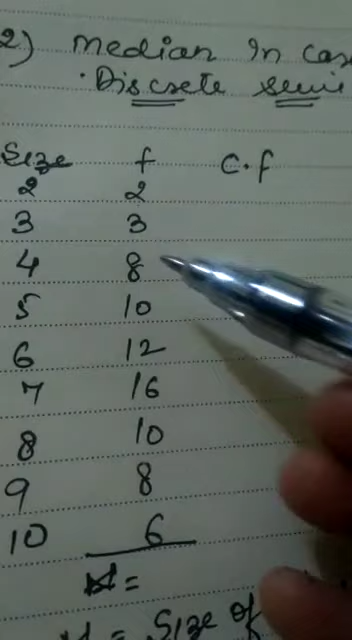 2) Median In Cas
Discrete seri
Size f C.f
2 2
3 3
4 8
5 10
6 12
7 16
8 10
9 8
10 6
N =
= Size of